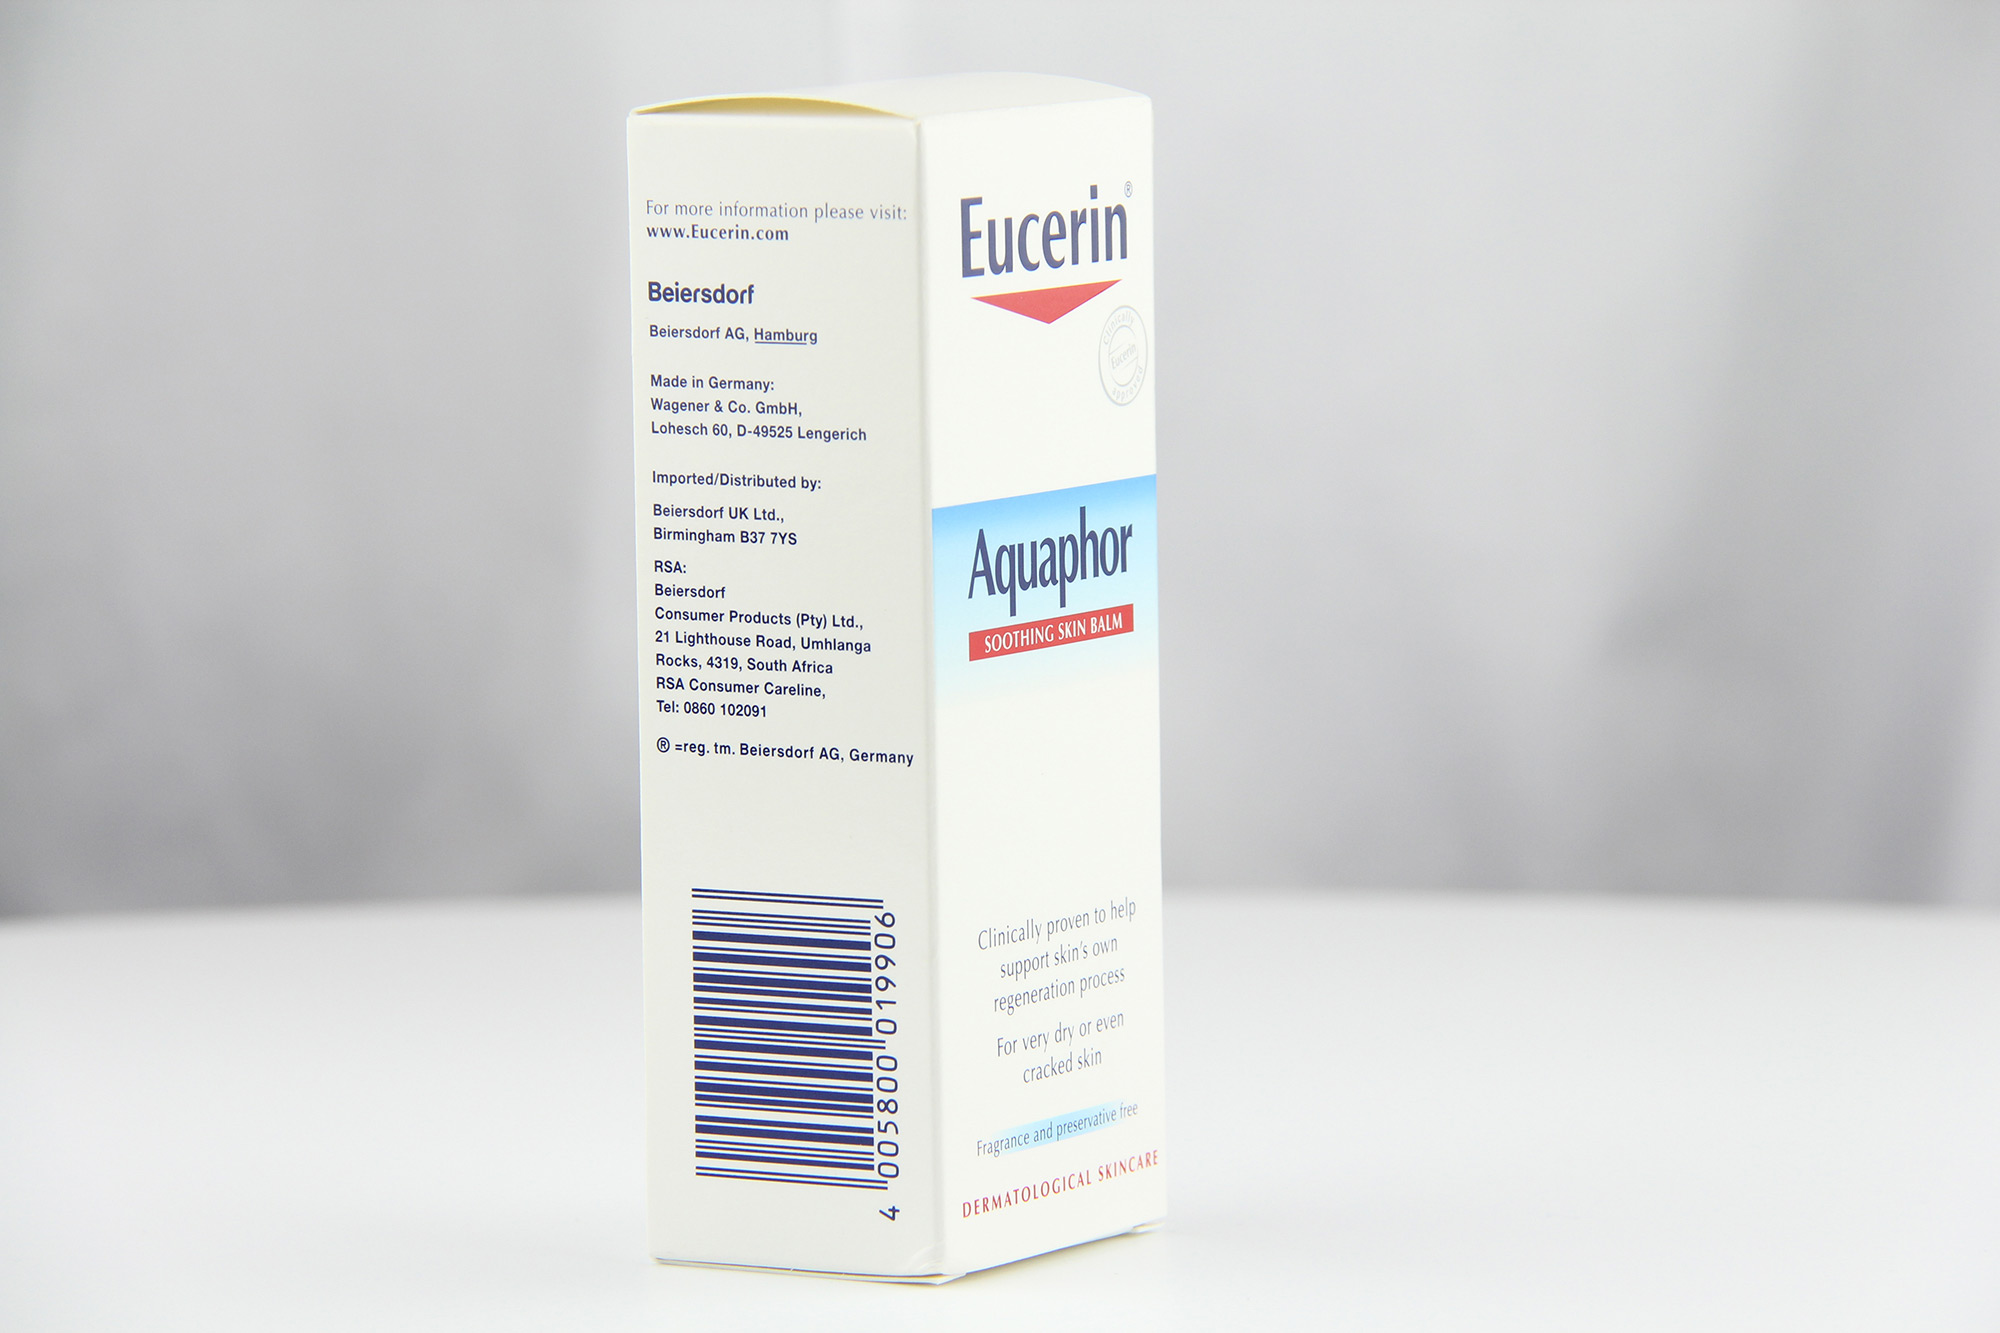 For more information please visit:
www.Eucerin.com
Beiersdorf
Beiersdorf AG, Hamburg
Made in Germany:
Wagener & Co. GmbH,
Lohesch 60, D-49525 Lengerich
Imported/Distributed by:
Beiersdorf UK Ltd.,
Birmingham B37 7YS
RSA:
Beiersdorf
Consumer Products (Pty) Ltd.,
21 Lighthouse Road, Umhlanga
Rocks, 4319, South Africa
RSA Consumer Careline,
Tel: 0860 102091
® =reg. tm. Beiersdorf AG, Germany
4 005800 019906
Eucerin®
Clinically
Eucerin
approved
Aquaphor
SOOTHING SKIN BALM
Clinically proven to help
support skin's own
regeneration process
For very dry or even
cracked skin
Fragrance and preservative free
DERMATOLOGICAL SKINCARE